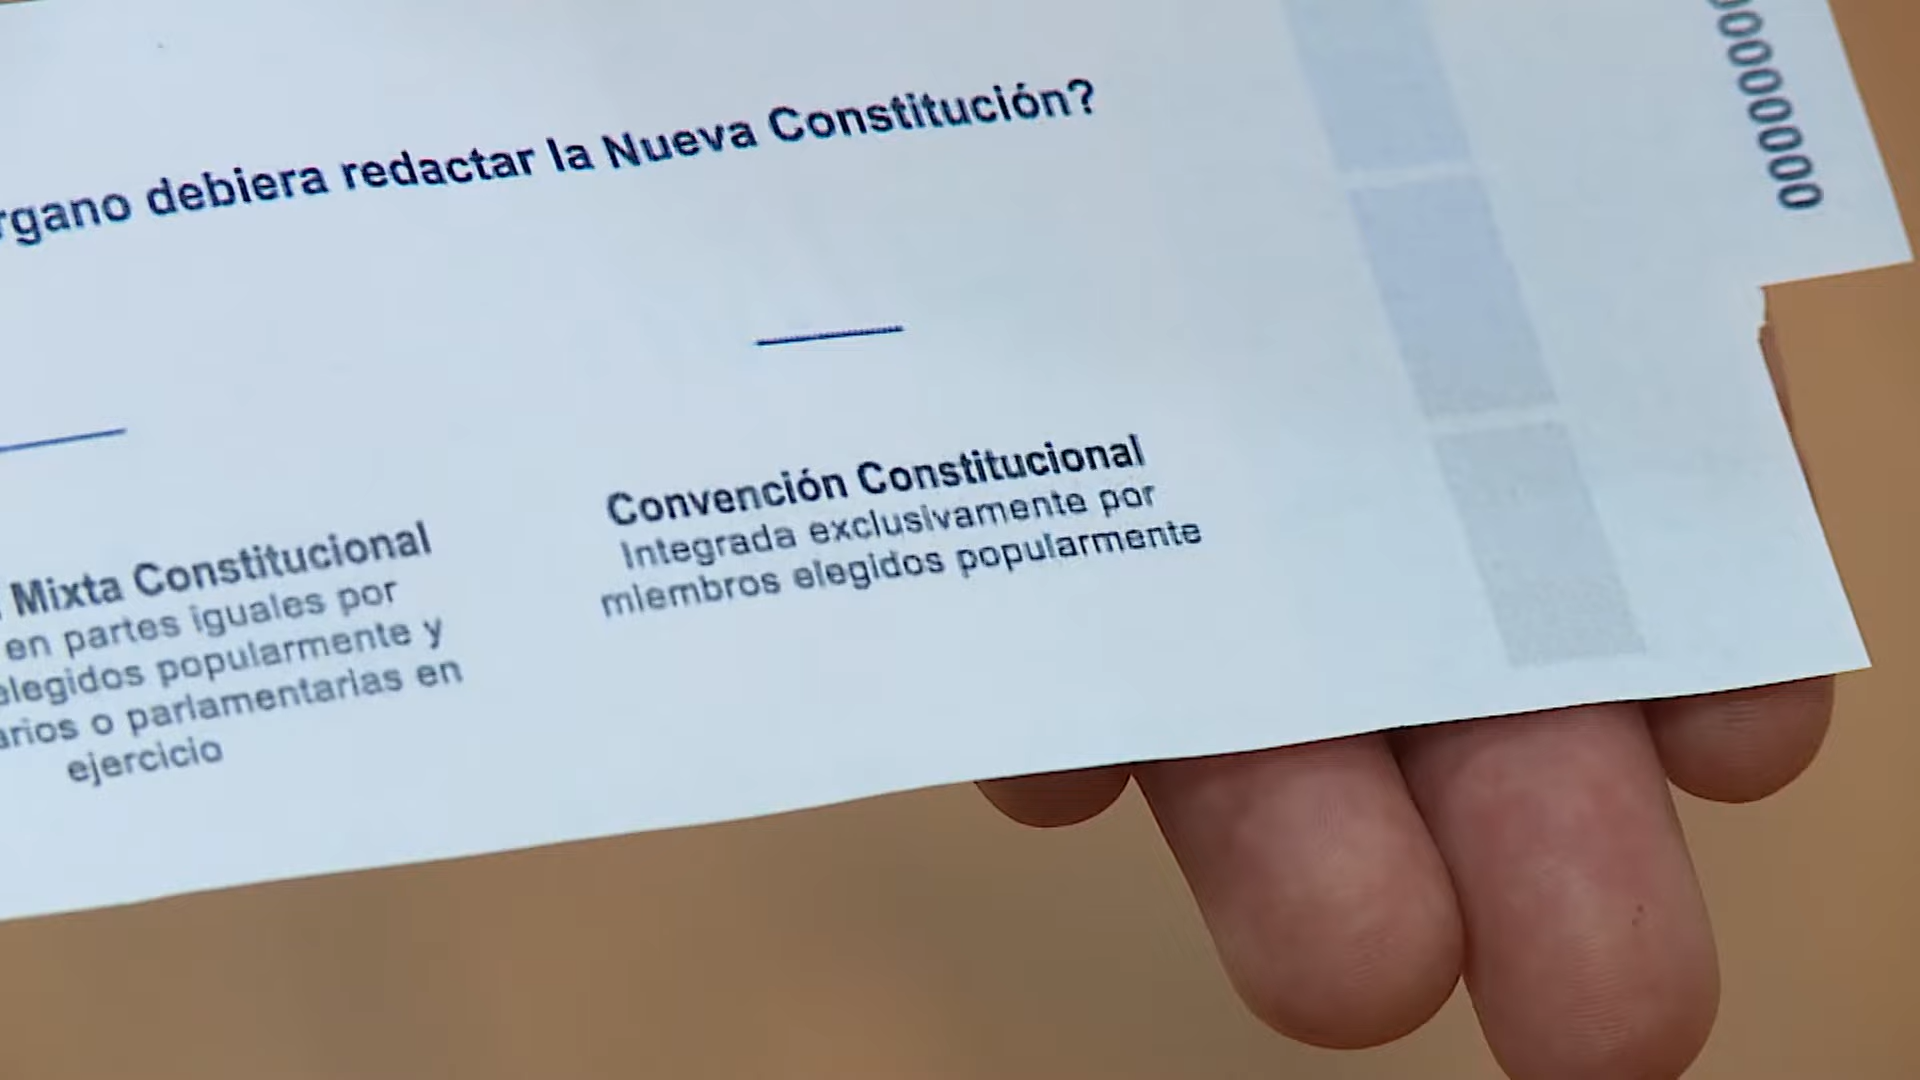 rgano debiera redactar la Nueva Constitución?
Mixta Constitucional
en partes iguales por
elegidos popularmente y
arios o parlamentarias en
ejercicio
Convención Constitucional
Integrada exclusivamente por
miembros elegidos popularmente
00000000